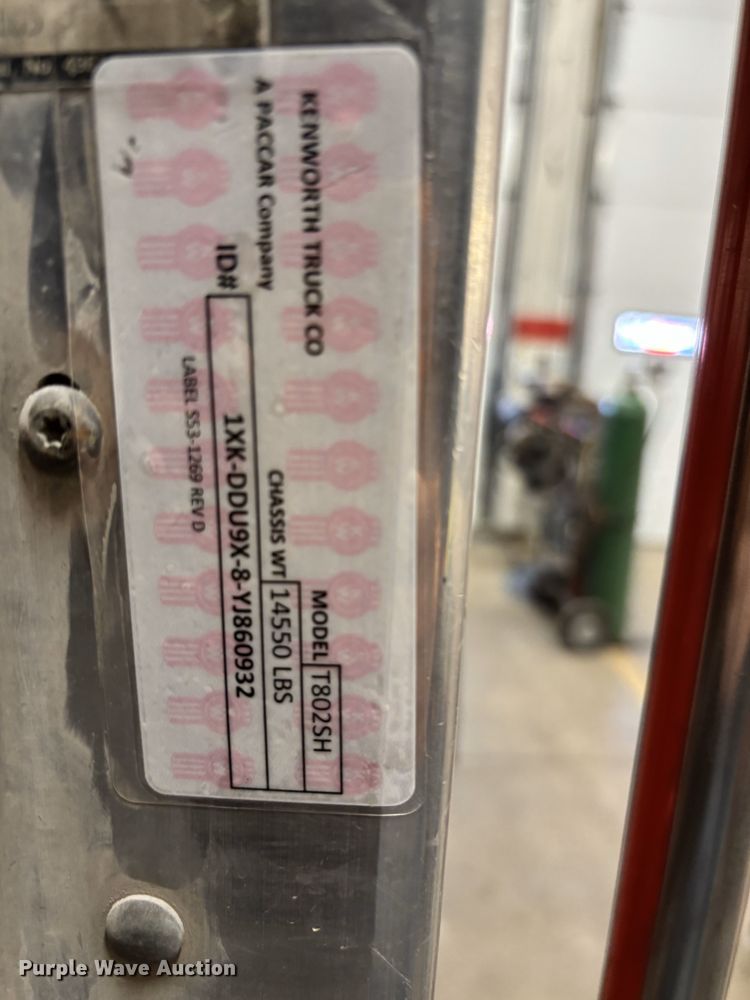 KENWORTH TRUCK CO
A PACCAR Company
MODEL T802SH
CHASSIS WT 14550 LBS
ID# 1XK-DDU9X-8-YJ860932
LABEL S53-1269 REV D
Purple Wave Auction